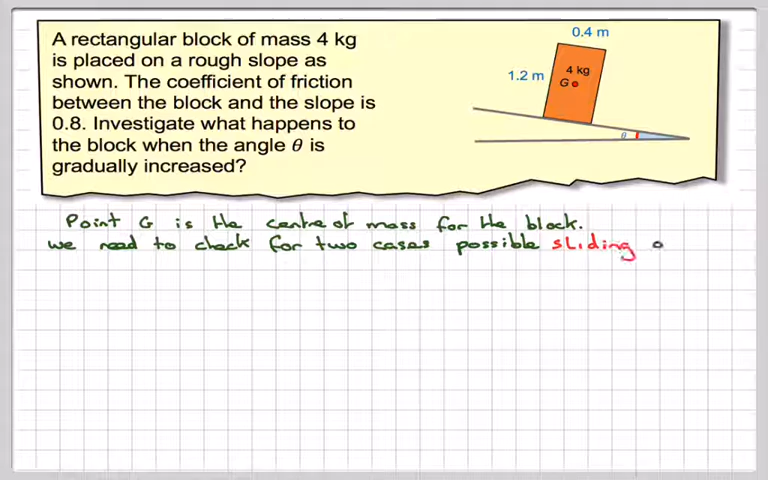 A rectangular block of mass 4 kg
is placed on a rough slope as
shown. The coefficient of friction
between the block and the slope is
0.8. Investigate what happens to
the block when the angle θ is
gradually increased?
0.4 m
1.2 m
4 kg
G
θ
Point G is the centre of mass for the block.
we need to check for two cases possible sliding o